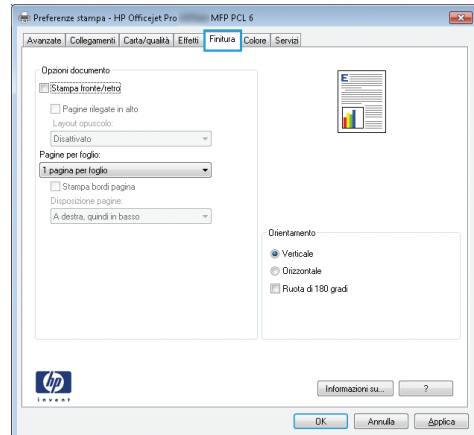 Preferenze stampa - HP Officejet Pro MFP PCL 6
Avanzate Collegamenti Carta/qualità Effetti Finitura Colore Servizi
Opzioni documento
Stampa fronte/retro
Pagine rilegate in alto
Layout opuscolo:
Disattivato
Pagine per foglio:
1 pagina per foglio
Stampa bordi pagina
Disposizione pagine:
A destra, quindi in basso
E
Orientamento
Verticale
Orizzontale
Ruota di 180 gradi
hp
invent
Informazioni su... ?
OK Annulla Applica